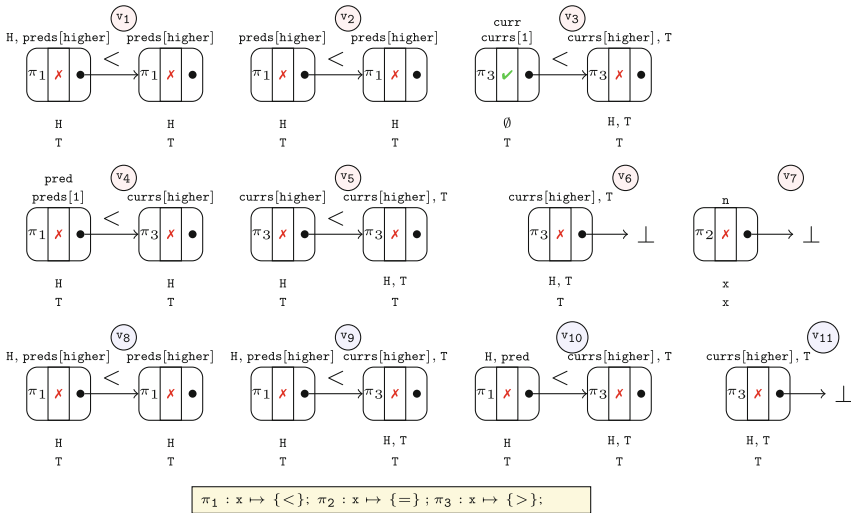 v1 v2 v3
curr
H, preds[higher] < preds[higher] preds[higher] < preds[higher] currs[1] < currs[higher], T
π1 ✗ π1 ✗ π1 ✗ π1 ✗ π3 ✔ π3 ✗
H H H H ∅ H, T
T T T T T T
v4 v5 v6 v7
pred n
preds[1] < currs[higher] currs[higher] < currs[higher], T currs[higher], T
π1 ✗ π3 ✗ π3 ✗ π3 ✗ π3 ✗ ⊥ π2 ✗ ⊥
H H H H, T H, T x
T T T T T x
v8 v9 v10 v11
H, preds[higher] < preds[higher] H, preds[higher] < currs[higher], T H, pred < currs[higher], T currs[higher], T
π1 ✗ π1 ✗ π1 ✗ π3 ✗ π1 ✗ π3 ✗ π3 ✗ ⊥
H H H H, T H H, T H, T
T T T T T T T
π1 : x ↦ {<}; π2 : x ↦ {=} ; π3 : x ↦ {>};